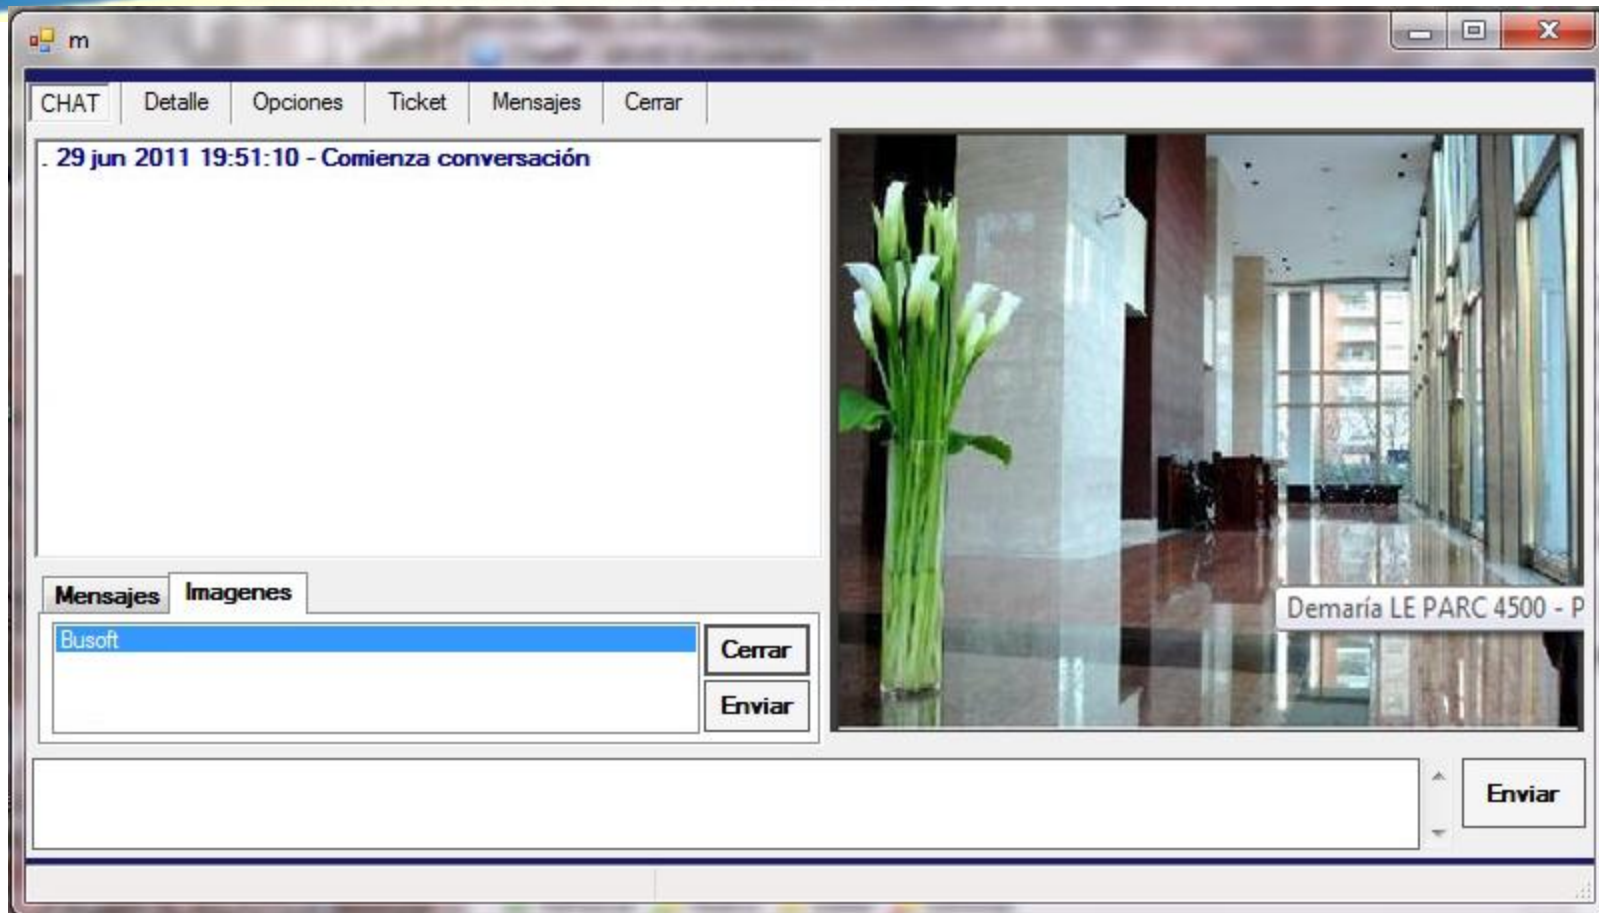 m
CHAT Detalle Opciones Ticket Mensajes Cerrar
. 29 jun 2011 19:51:10 - Comienza conversación
Demaría LE PARC 4500 - P
Mensajes Imagenes
Busoft
Cerrar
Enviar
Enviar